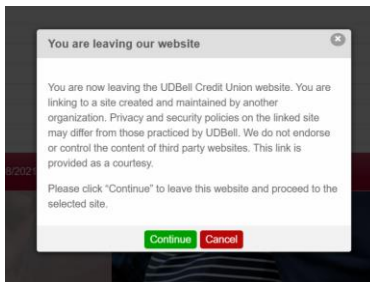 You are leaving our website
You are now leaving the UDBell Credit Union website. You are
linking to a site created and maintained by another
organization. Privacy and security policies on the linked site
may differ from those practiced by UDBell. We do not endorse
or control the content of third party websites. This link is
provided as a courtesy.
Please click “Continue” to leave this website and proceed to the
selected site.
8/2021
Continue Cancel